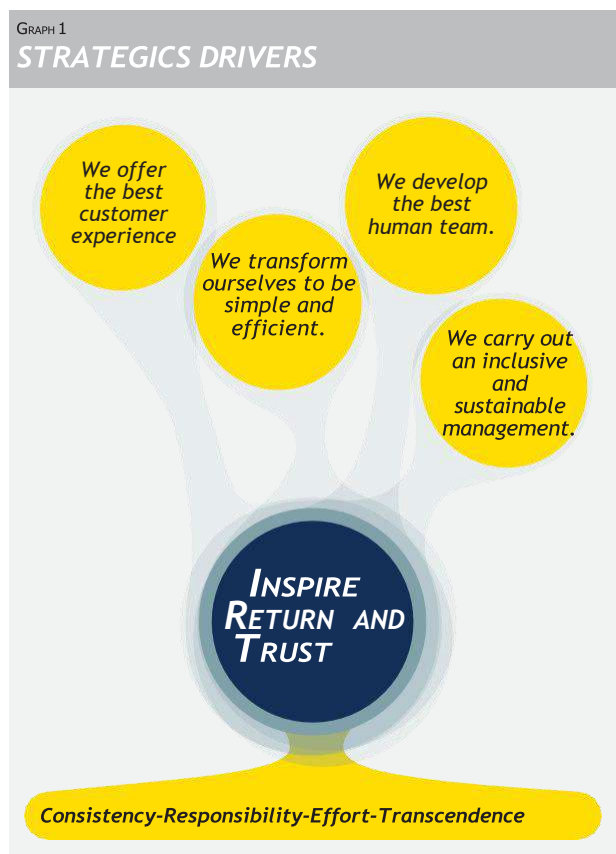 GRAPH 1
STRATEGICS DRIVERS
We offer
the best
customer
experience
We transform
ourselves to be
simple and
efficient.
We develop
the best
human team.
We carry out
an inclusive
and
sustainable
management.
INSPIRE
RETURN AND
TRUST
Consistency-Responsibility-Effort-Transcendence